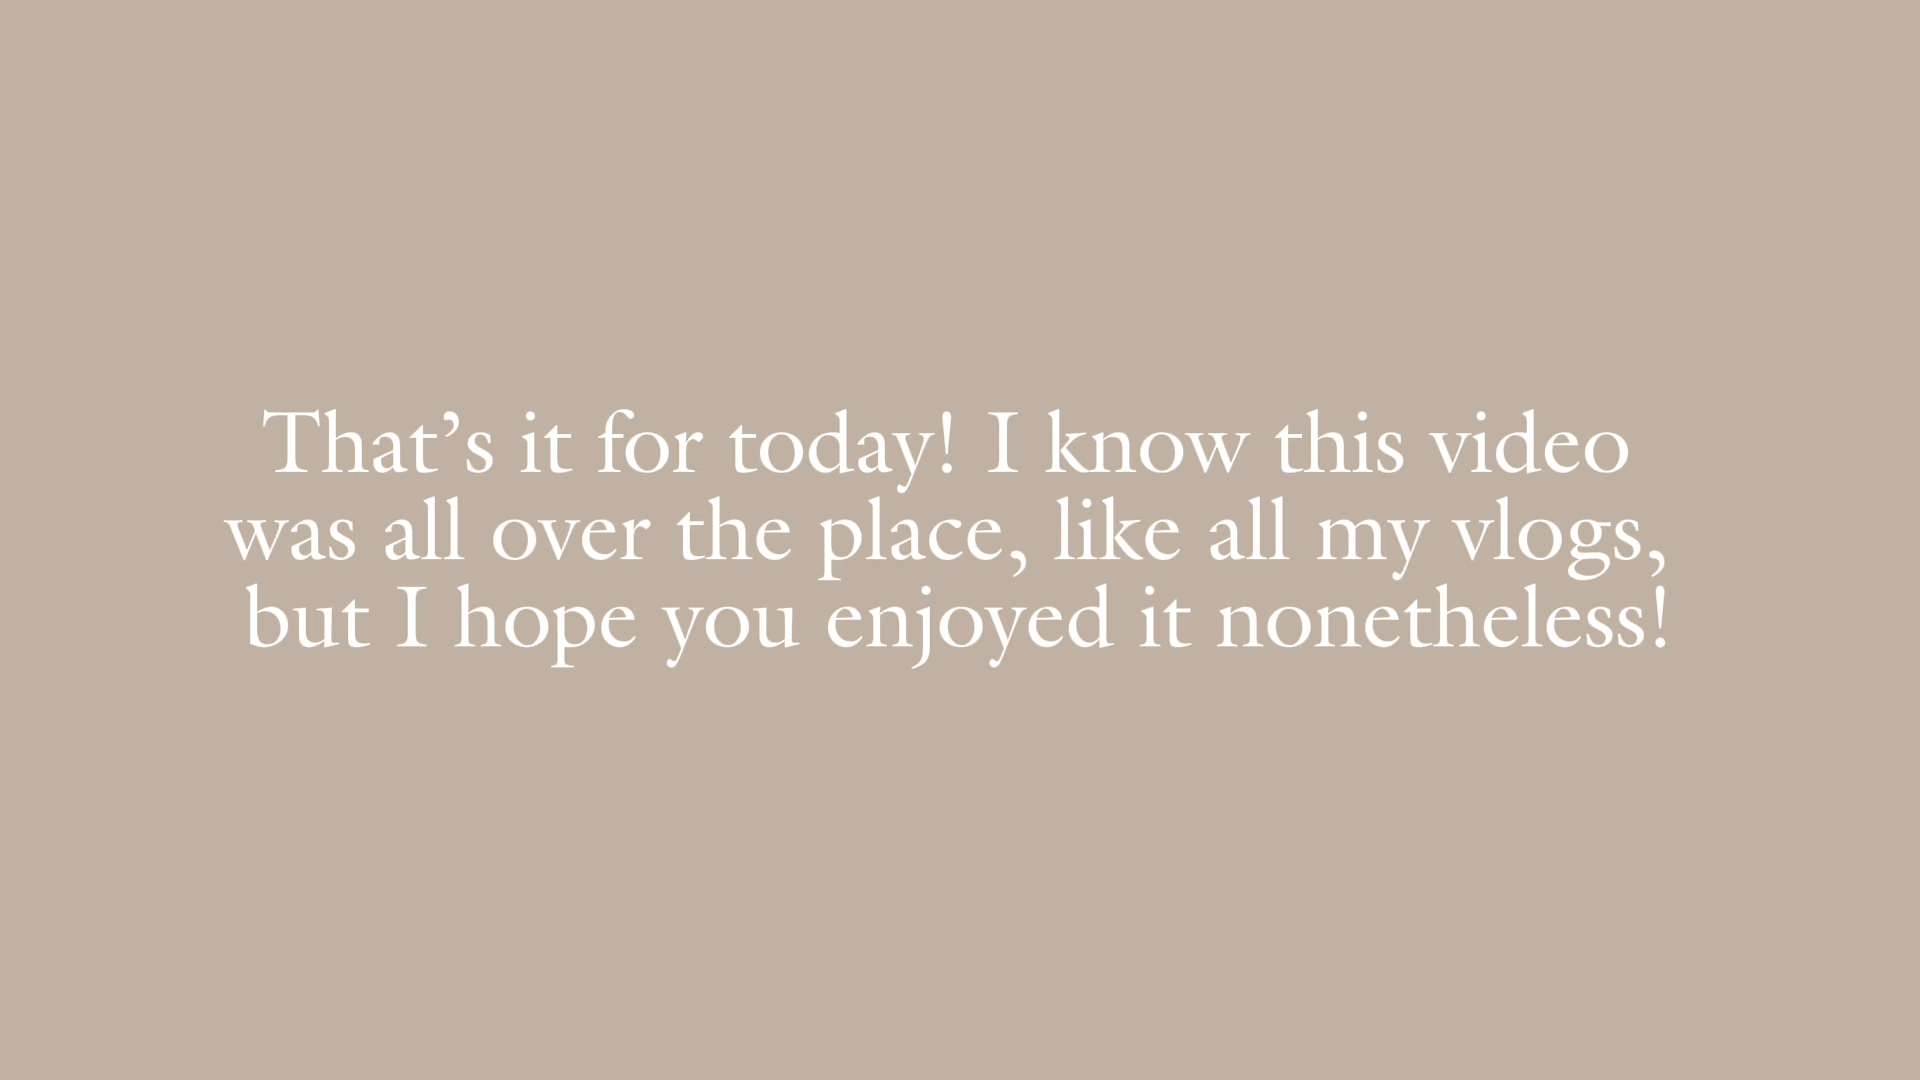 That’s it for today! I know this video
was all over the place, like all my vlogs,
but I hope you enjoyed it nonetheless!